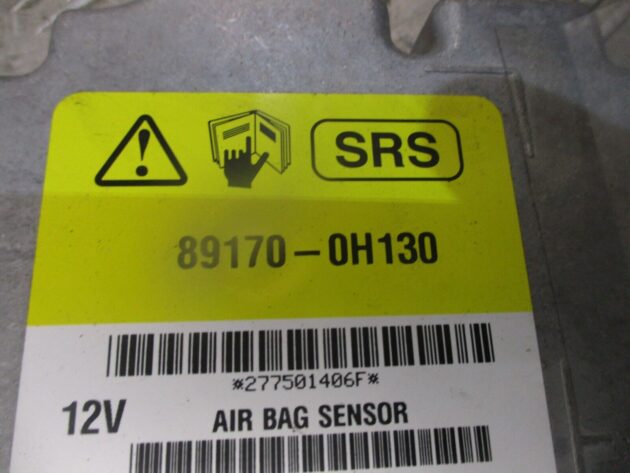 SRS
89170-0H130
*277501406F*
12V AIR BAG SENSOR